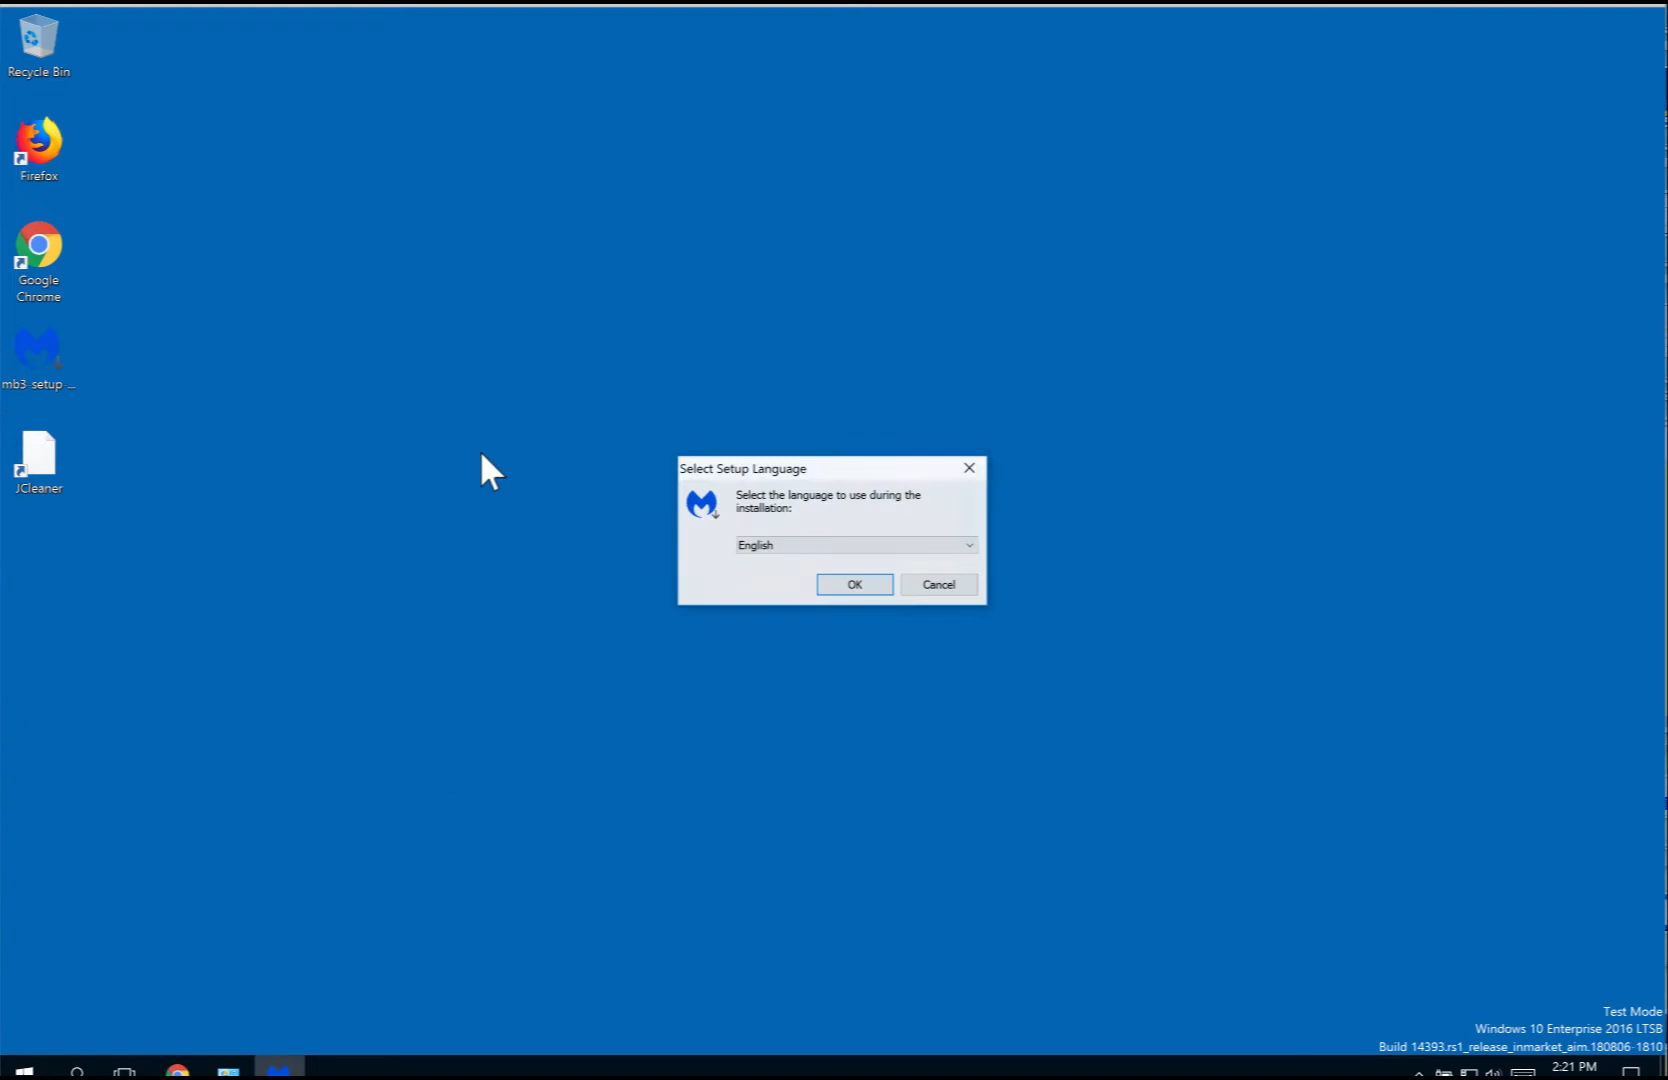 Recycle Bin
Firefox
Google
Chrome
mb3-setup-...
JCleaner
Select Setup Language
Select the language to use during the
installation:
English
OK
Cancel
Test Mode
Windows 10 Enterprise 2016 LTSB
Build 14393.rs1_release_inmarket_aim.180806-1810
2:21 PM